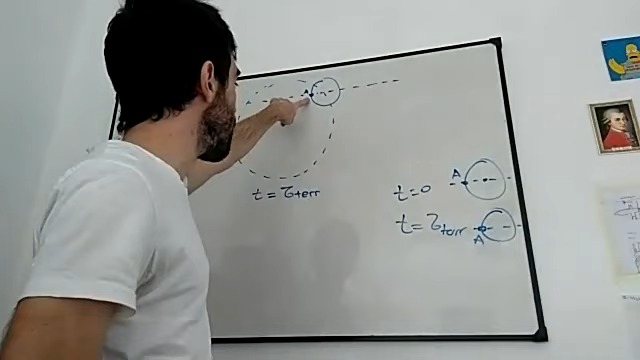 A
t = τterr
A
t=0
t= τterr
A